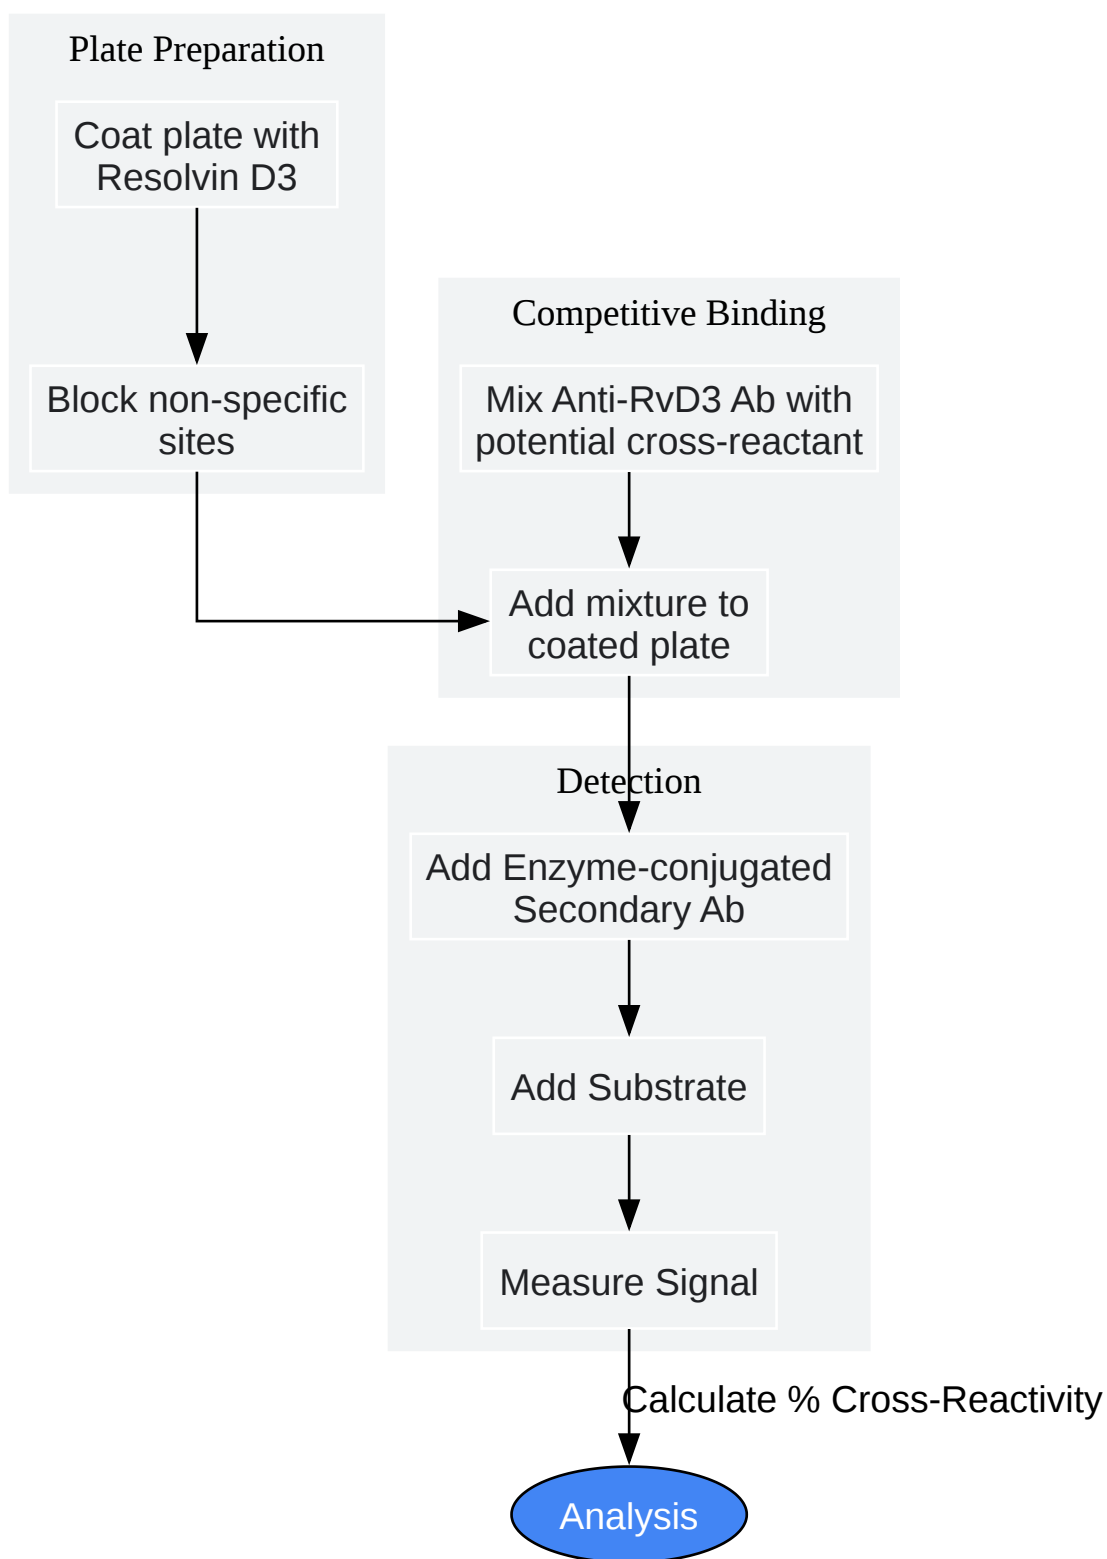 Plate Preparation
Coat plate with
Resolvin D3
Block non-specific
sites
Competitive Binding
Mix Anti-RvD3 Ab with
potential cross-reactant
Add mixture to
coated plate
Detection
Add Enzyme-conjugated
Secondary Ab
Add Substrate
Measure Signal
Calculate % Cross-Reactivity
Analysis